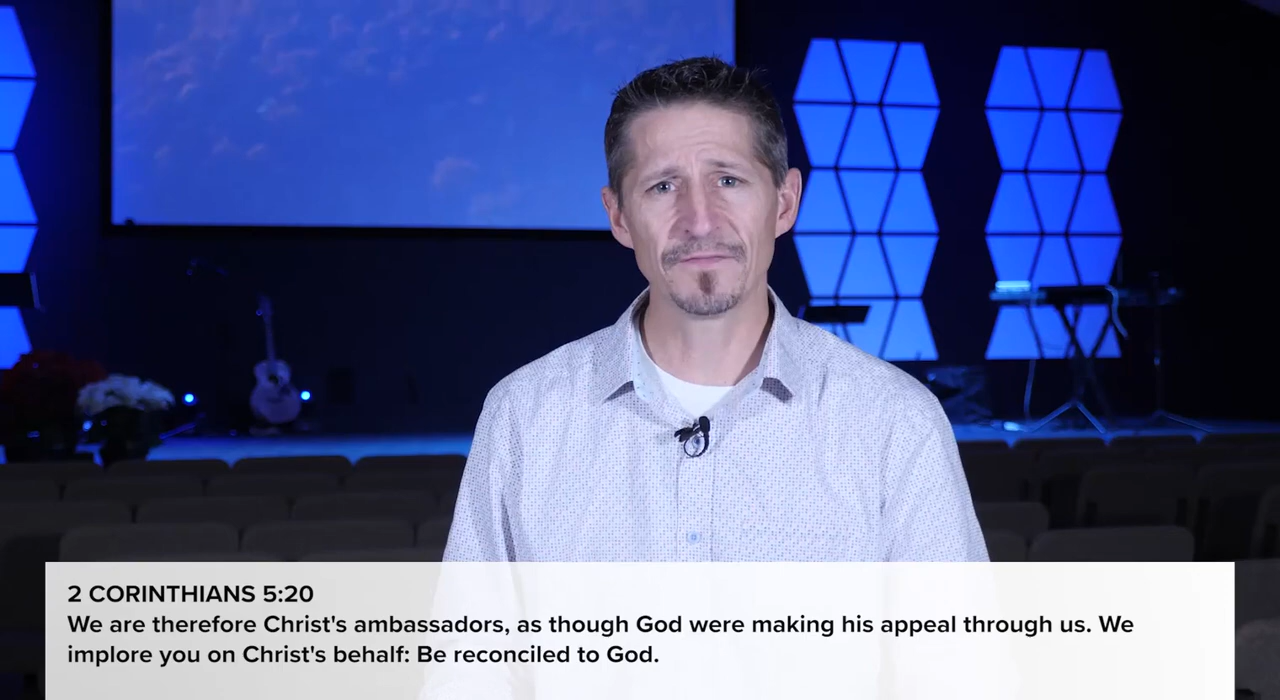 2 CORINTHIANS 5:20
We are therefore Christ's ambassadors, as though God were making his appeal through us. We
implore you on Christ's behalf: Be reconciled to God.